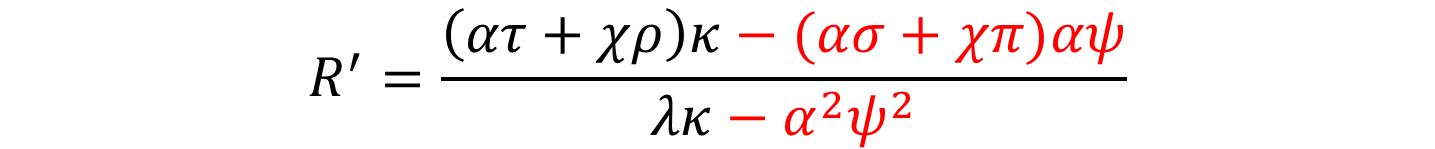 R′ = (ατ + χρ)κ − (ασ + χπ)αψ
λκ − α²ψ²